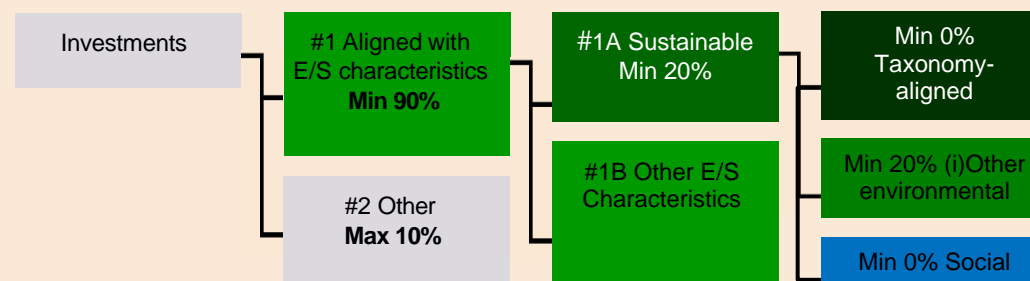 Investments
#1 Aligned with
E/S characteristics
Min 90%
#2 Other
Max 10%
#1A Sustainable
Min 20%
#1B Other E/S
Characteristics
Min 0%
Taxonomy-
aligned
Min 20% (i)Other
environmental
Min 0% Social